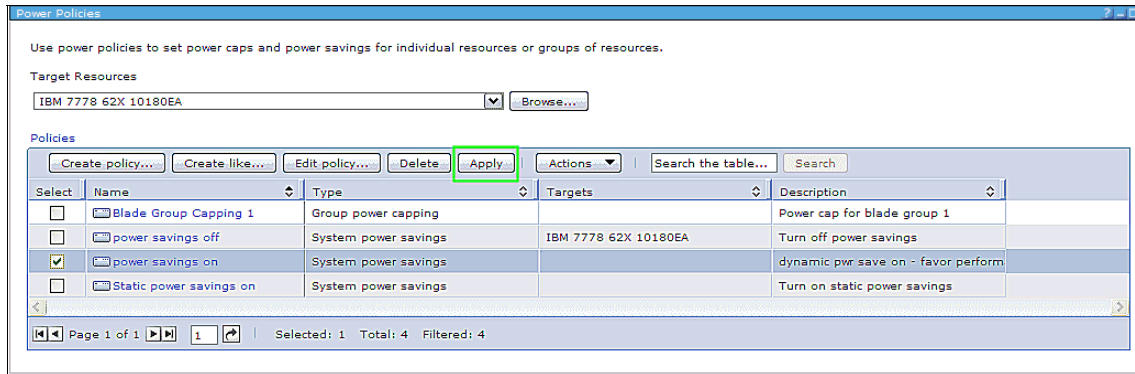 Power Policies ? –
Use power policies to set power caps and power savings for individual resources or groups of resources.
Target Resources
IBM 7778 62X 10180EA Browse...
Policies
Create policy... Create like... Edit policy... Delete Apply Actions Search the table... Search
Select Name Type Targets Description
Blade Group Capping 1 Group power capping Power cap for blade group 1
power savings off System power savings IBM 7778 62X 10180EA Turn off power savings
power savings on System power savings dynamic pwr save on - favor perform
Static power savings on System power savings Turn on static power savings
Page 1 of 1 1 Selected: 1 Total: 4 Filtered: 4